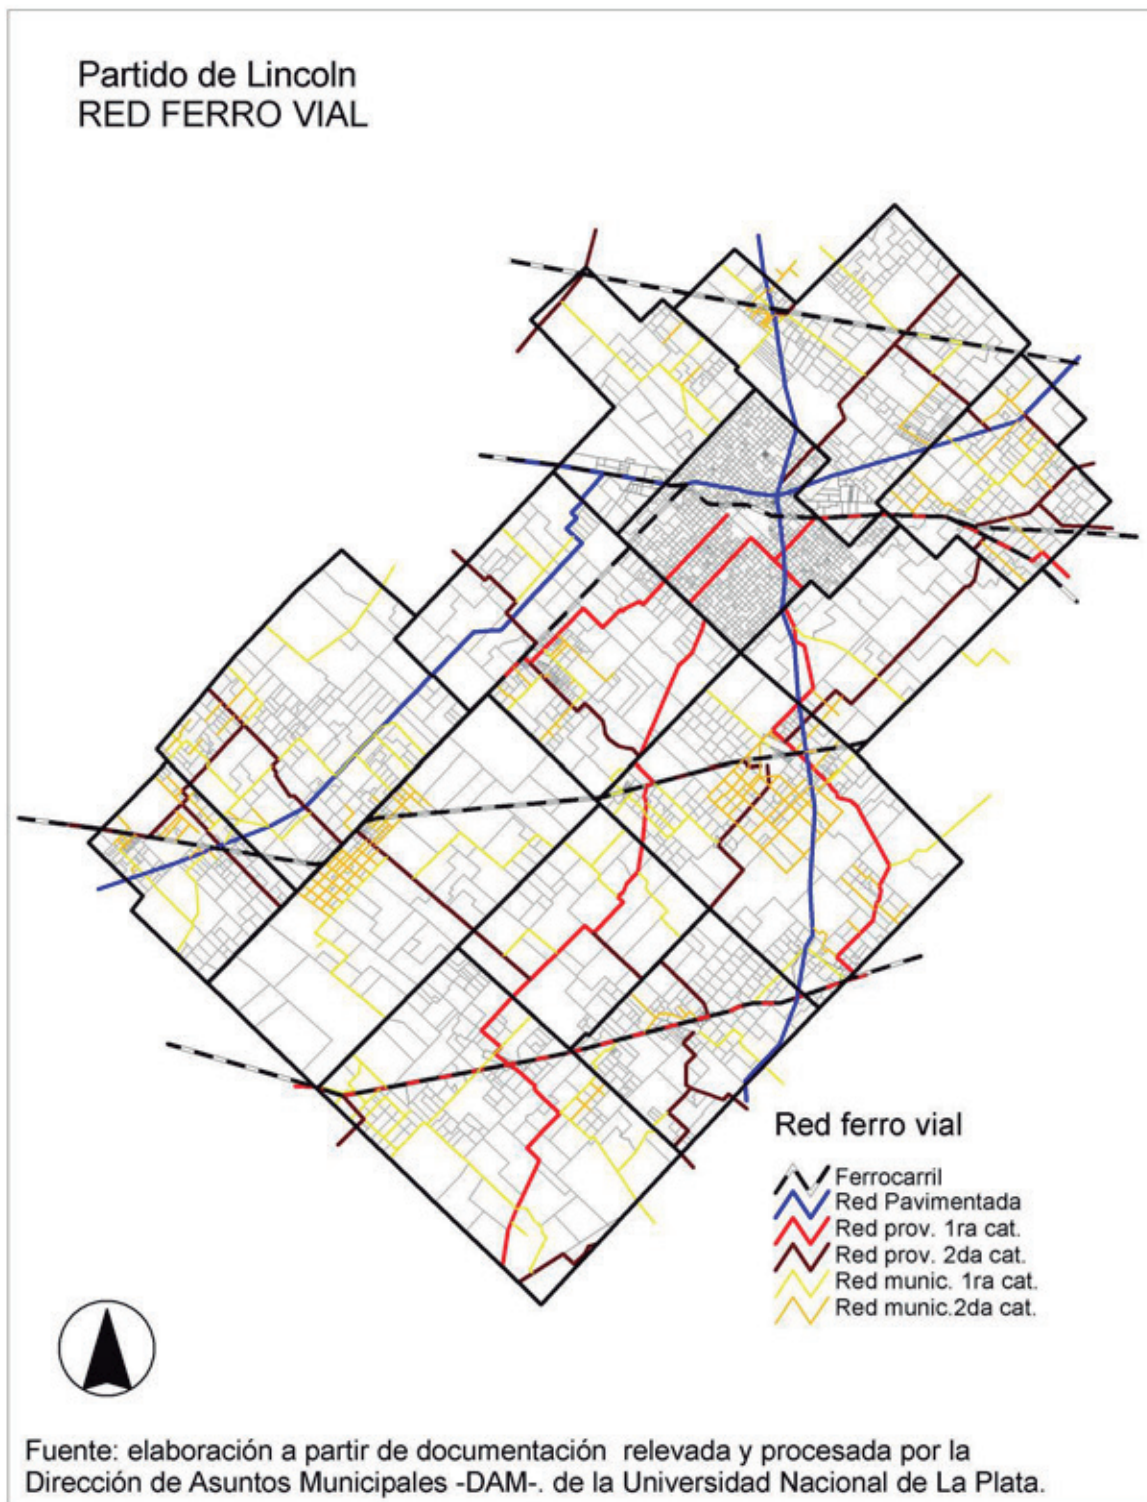 Partido de Lincoln
RED FERRO VIAL
Red ferro vial
Ferrocarril
Red Pavimentada
Red prov. 1ra cat.
Red prov. 2da cat.
Red munic. 1ra cat.
Red munic.2da cat.
Fuente: elaboración a partir de documentación relevada y procesada por la
Dirección de Asuntos Municipales -DAM-. de la Universidad Nacional de La Plata.